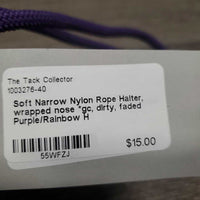 The Tack Collector
1003276-40
Soft Narrow Nylon Rope Halter,
wrapped nose *gc, dirty, faded
Purple/Rainbow H
$15.00
55WFZJ